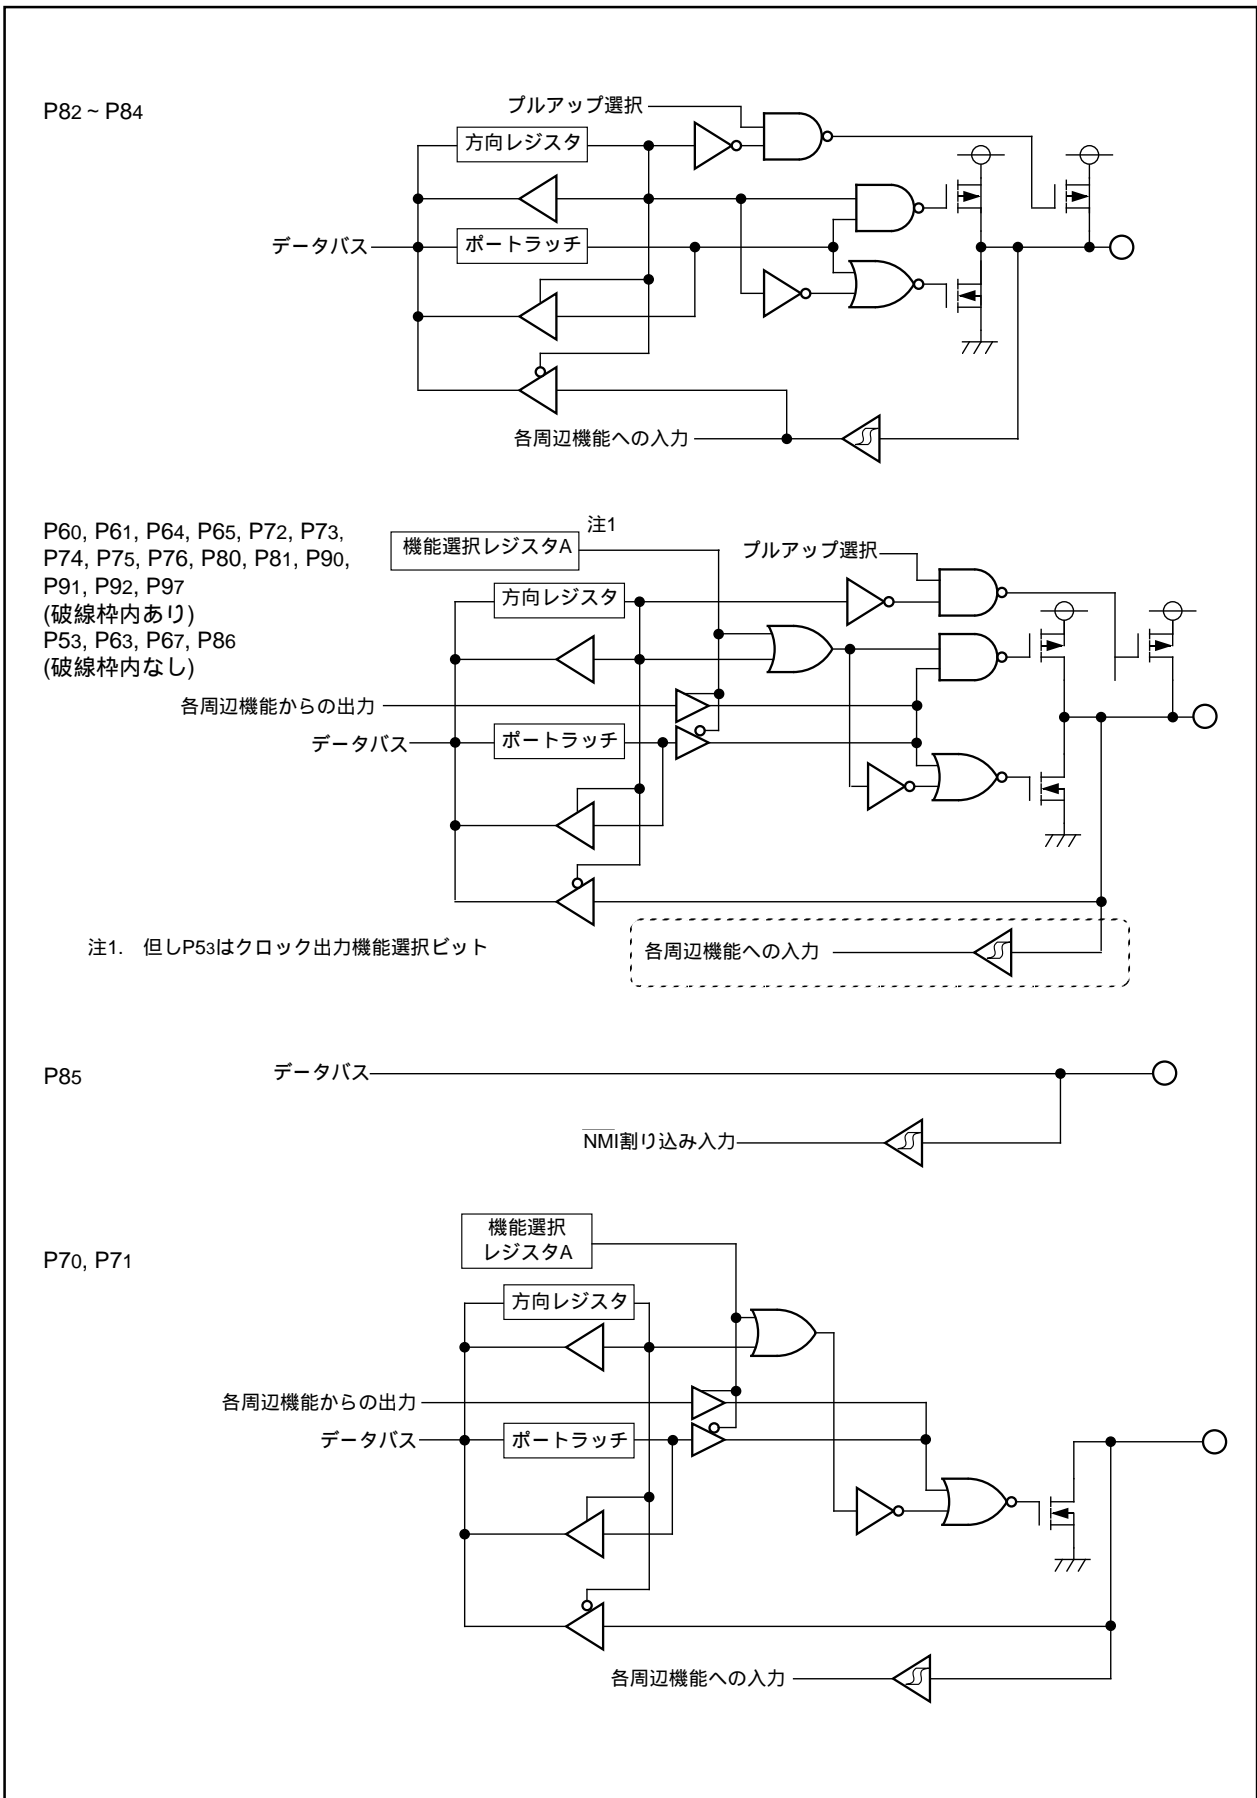 P82 ~ P84
プルアップ選択
方向レジスタ
データバス
ポートラッチ
各周辺機能への入力
P60, P61, P64, P65, P72, P73,
P74, P75, P76, P80, P81, P90,
P91, P92, P97
(破線枠内あり)
P53, P63, P67, P86
(破線枠内なし)
機能選択レジスタA
注1
プルアップ選択
方向レジスタ
各周辺機能からの出力
データバス
ポートラッチ
各周辺機能への入力
注1. 但しP53はクロック出力機能選択ビット
P85
データバス
NMI割り込み入力
P70, P71
機能選択
レジスタA
方向レジスタ
各周辺機能からの出力
データバス
ポートラッチ
各周辺機能への入力